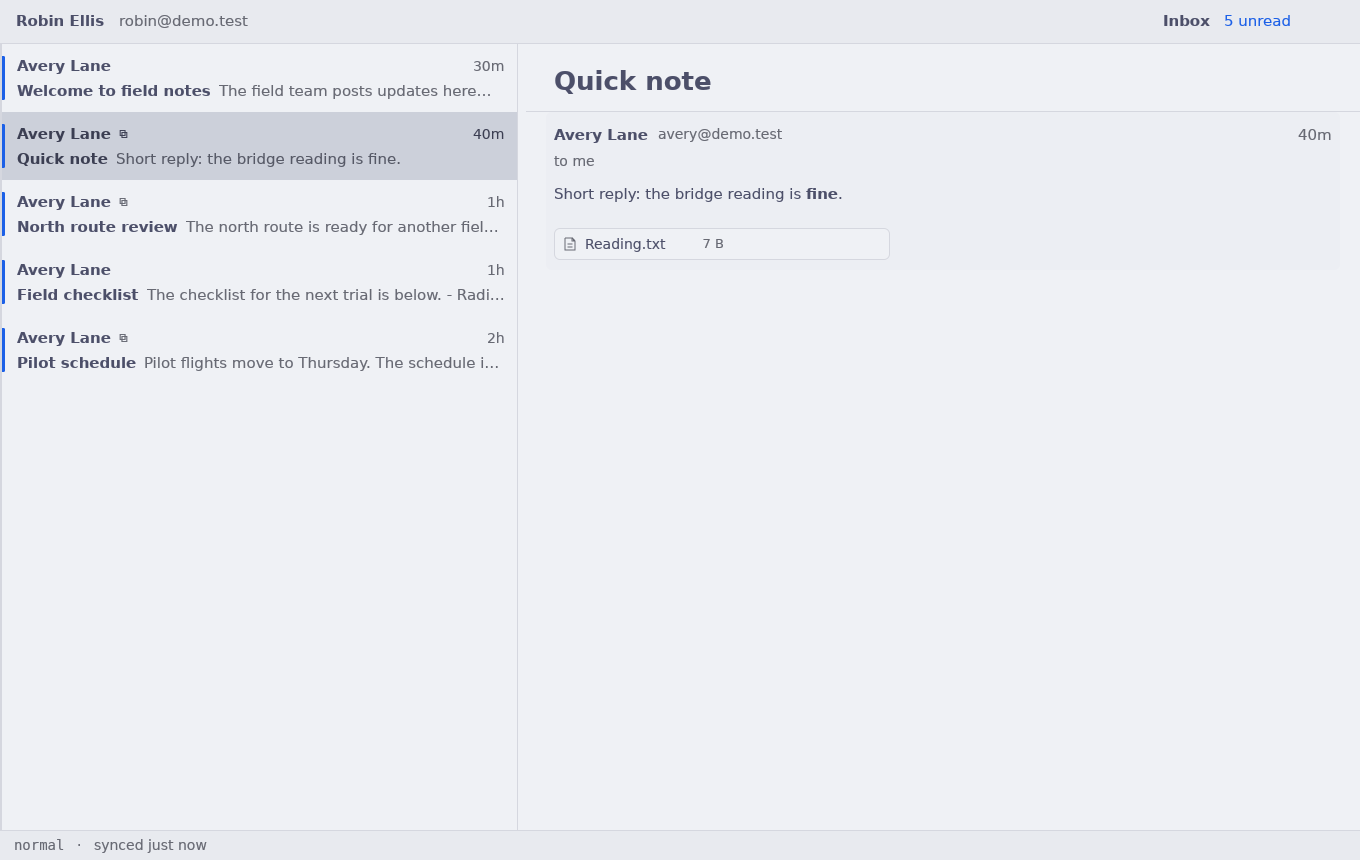 Robin Ellis robin@demo.test
Inbox 5 unread
Avery Lane 30m
Welcome to field notes The field team posts updates here…
Avery Lane 40m
Quick note Short reply: the bridge reading is fine.
Avery Lane 1h
North route review The north route is ready for another fiel…
Avery Lane 1h
Field checklist The checklist for the next trial is below. - Radi…
Avery Lane 2h
Pilot schedule Pilot flights move to Thursday. The schedule i…
Quick note
Avery Lane avery@demo.test 40m
to me
Short reply: the bridge reading is fine.
Reading.txt 7 B
normal · synced just now